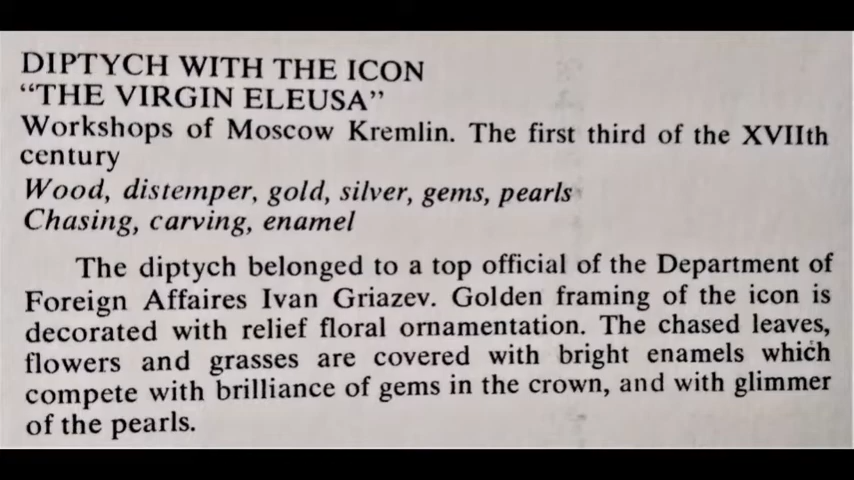 DIPTYCH WITH THE ICON
“THE VIRGIN ELEUSA”
Workshops of Moscow Kremlin. The first third of the XVIIth
century
Wood, distemper, gold, silver, gems, pearls
Chasing, carving, enamel
The diptych belonged to a top official of the Department of
Foreign Affaires Ivan Griazev. Golden framing of the icon is
decorated with relief floral ornamentation. The chased leaves,
flowers and grasses are covered with bright enamels which
compete with brilliance of gems in the crown, and with glimmer
of the pearls.